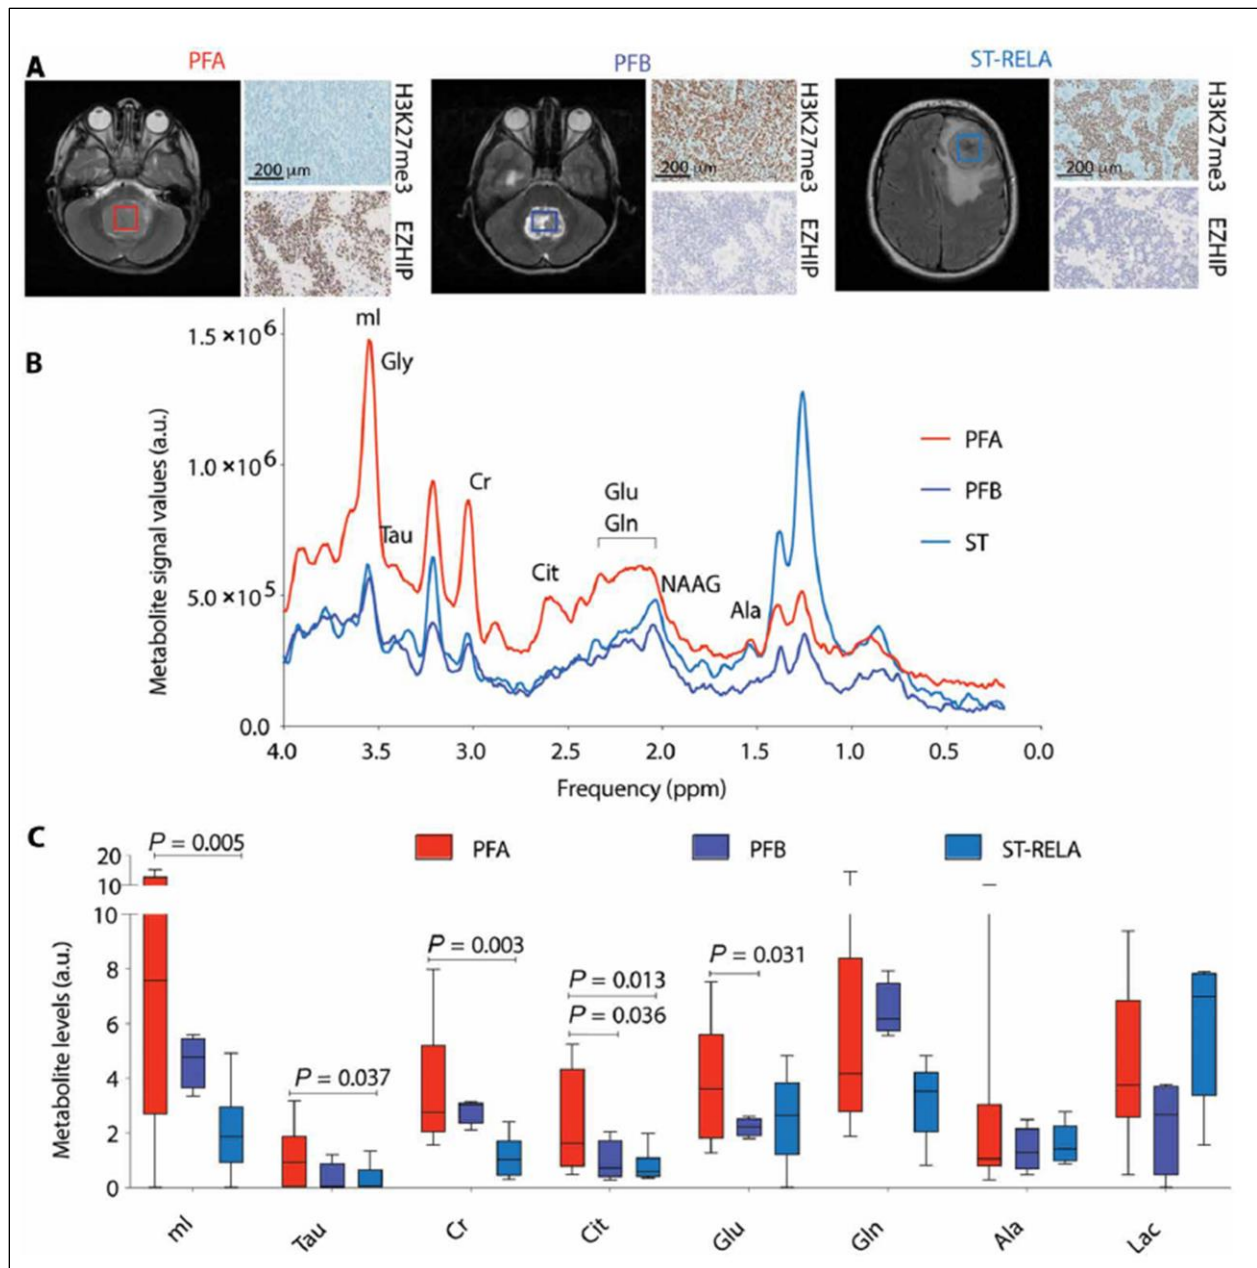 A
PFA
PFB
ST-RELA
H3K27me3
200 μm
EZHIP
H3K27me3
200 μm
EZHIP
H3K27me3
200 μm
EZHIP
B
Metabolite signal values (a.u.)
1.5 ×10⁶
1.0 ×10⁶
5.0 ×10⁵
0.0
mI
Gly
Tau
Cr
Cit
Glu
Gln
NAAG
Ala
PFA
PFB
ST
4.0 3.5 3.0 2.5 2.0 1.5 1.0 0.5 0.0
Frequency (ppm)
C
PFA PFB ST-RELA
Metabolite levels (a.u.)
20
10
10
8
6
4
2
0
P = 0.005
P = 0.037
P = 0.003
P = 0.013
P = 0.036
P = 0.031
mI Tau Cr Cit Glu Gln Ala Lac